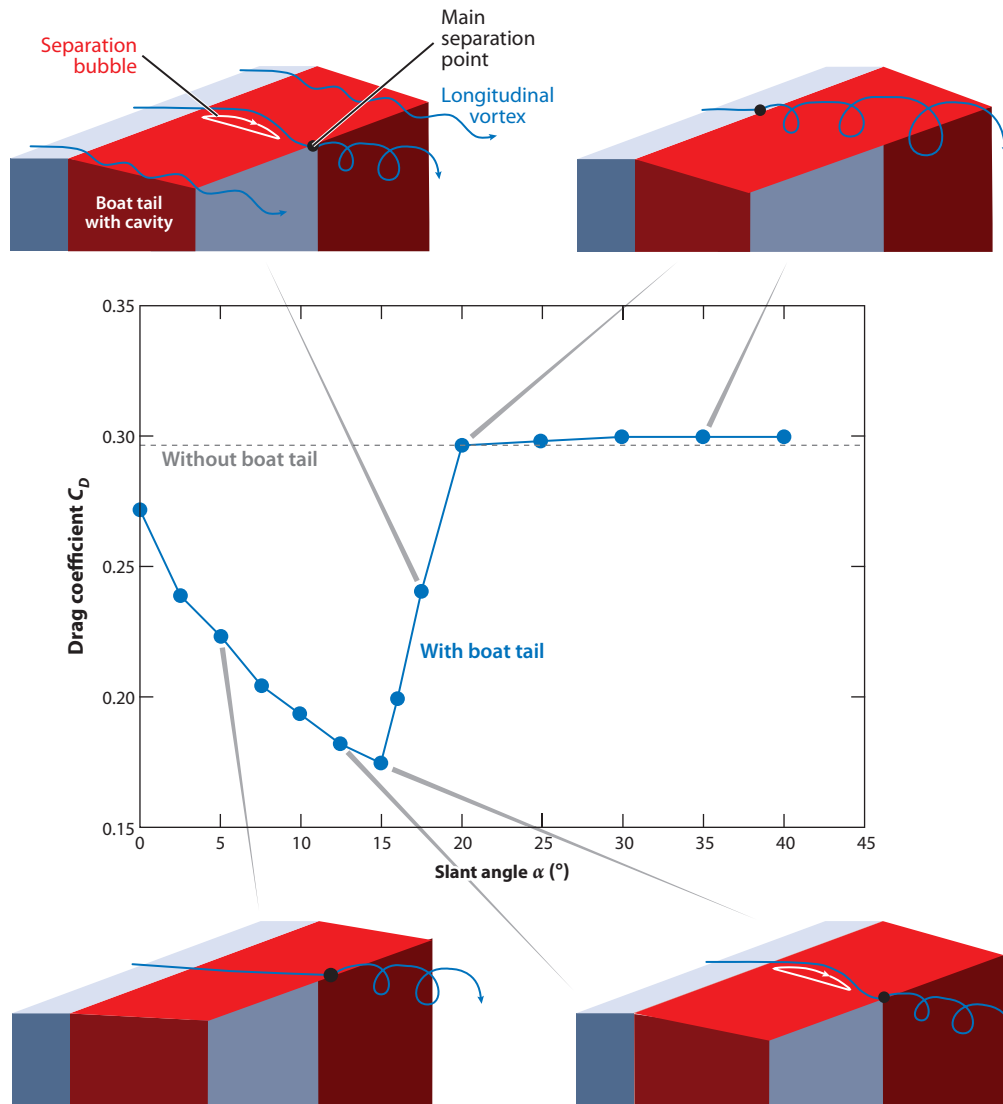 Separation
bubble
Main
separation
point
Longitudinal
vortex
Boat tail
with cavity
0.35
0.30
0.25
0.20
0.15
Drag coefficient C_D
Without boat tail
With boat tail
0 5 10 15 20 25 30 35 40 45
Slant angle α (°)